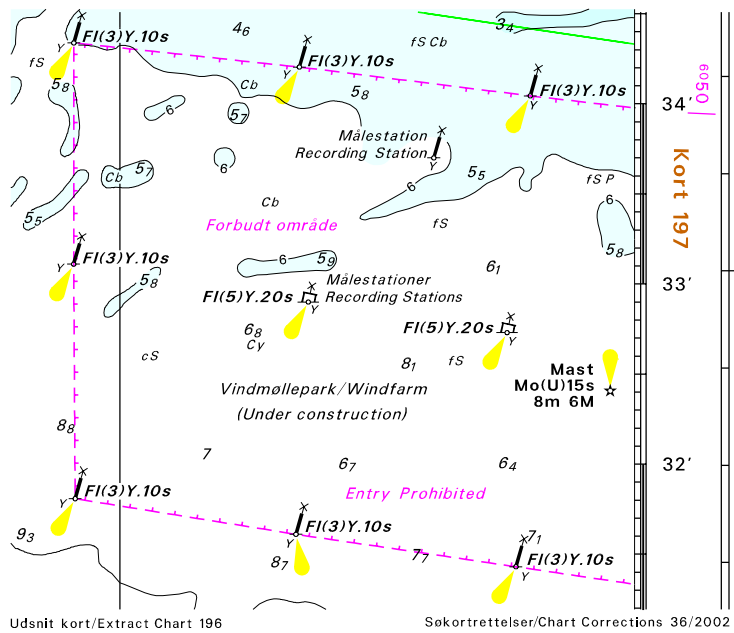 4₆
fS Cb
3₄
Fl(3)Y.10s
Y
fS
Fl(3)Y.10s
Y
5₈
Cb
5₈
Fl(3)Y.10s
Y
34'
6050
6
5₇
Målestation
Recording Station
Y
Kort 197
6
Cb
5₇
5₅
fS P
5₅
Cb
6
6
Forbudt område
fS
5₈
Fl(3)Y.10s
Y
6
5₉
6₁
5₈
33'
Målestationer
Fl(5)Y.20s
Recording Stations
Y
6₈
Cy
Fl(5)Y.20s
Y
cS
8₁
fS
Mast
Mo(U)15s
8m 6M
Vindmøllepark/Windfarm
(Under construction)
8₈
7
6₇
6₄
32'
Fl(3)Y.10s
Y
Entry Prohibited
9₃
Fl(3)Y.10s
Y
7₁
8₇
7₇
Fl(3)Y.10s
Y
Udsnit kort/Extract Chart 196
Søkortrettelser/Chart Corrections 36/2002